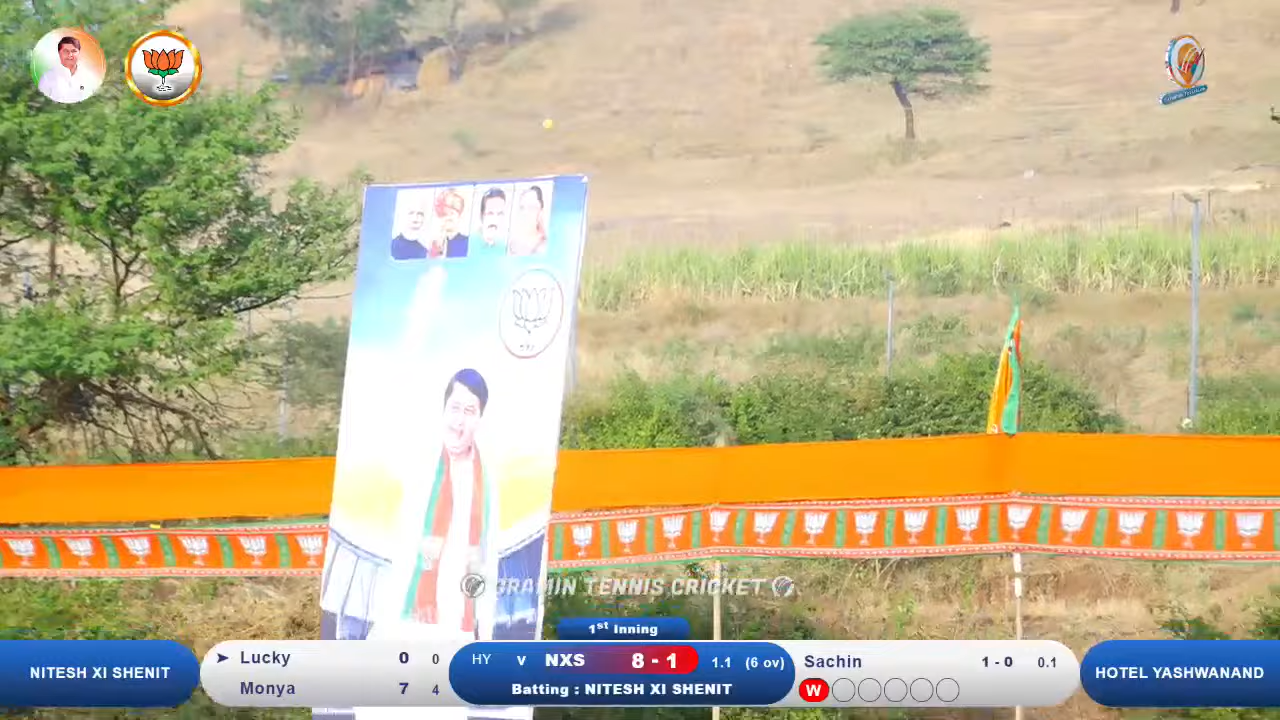 GRAMIN TENNIS CRICKET
1st Inning
NITESH XI SHENIT
Lucky 0 0
Monya 7 4
HY v NXS 8 - 1 1.1 (6 ov)
Batting : NITESH XI SHENIT
Sachin 1 - 0 0.1
W
HOTEL YASHWANAND